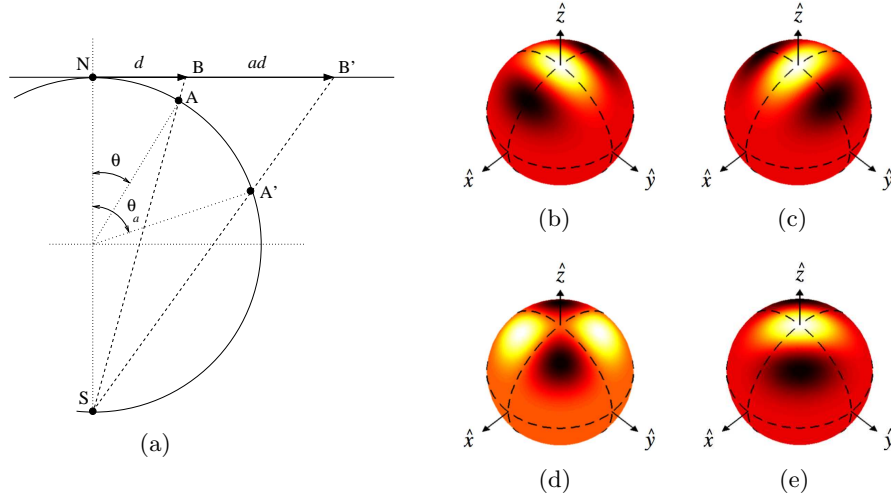 N d B ad B'
A
θ
A'
θ
a
S
(a)
ẑ
x̂ ŷ
(b)
ẑ
x̂ ŷ
(c)
ẑ
x̂ ŷ
(d)
ẑ
x̂ ŷ
(e)